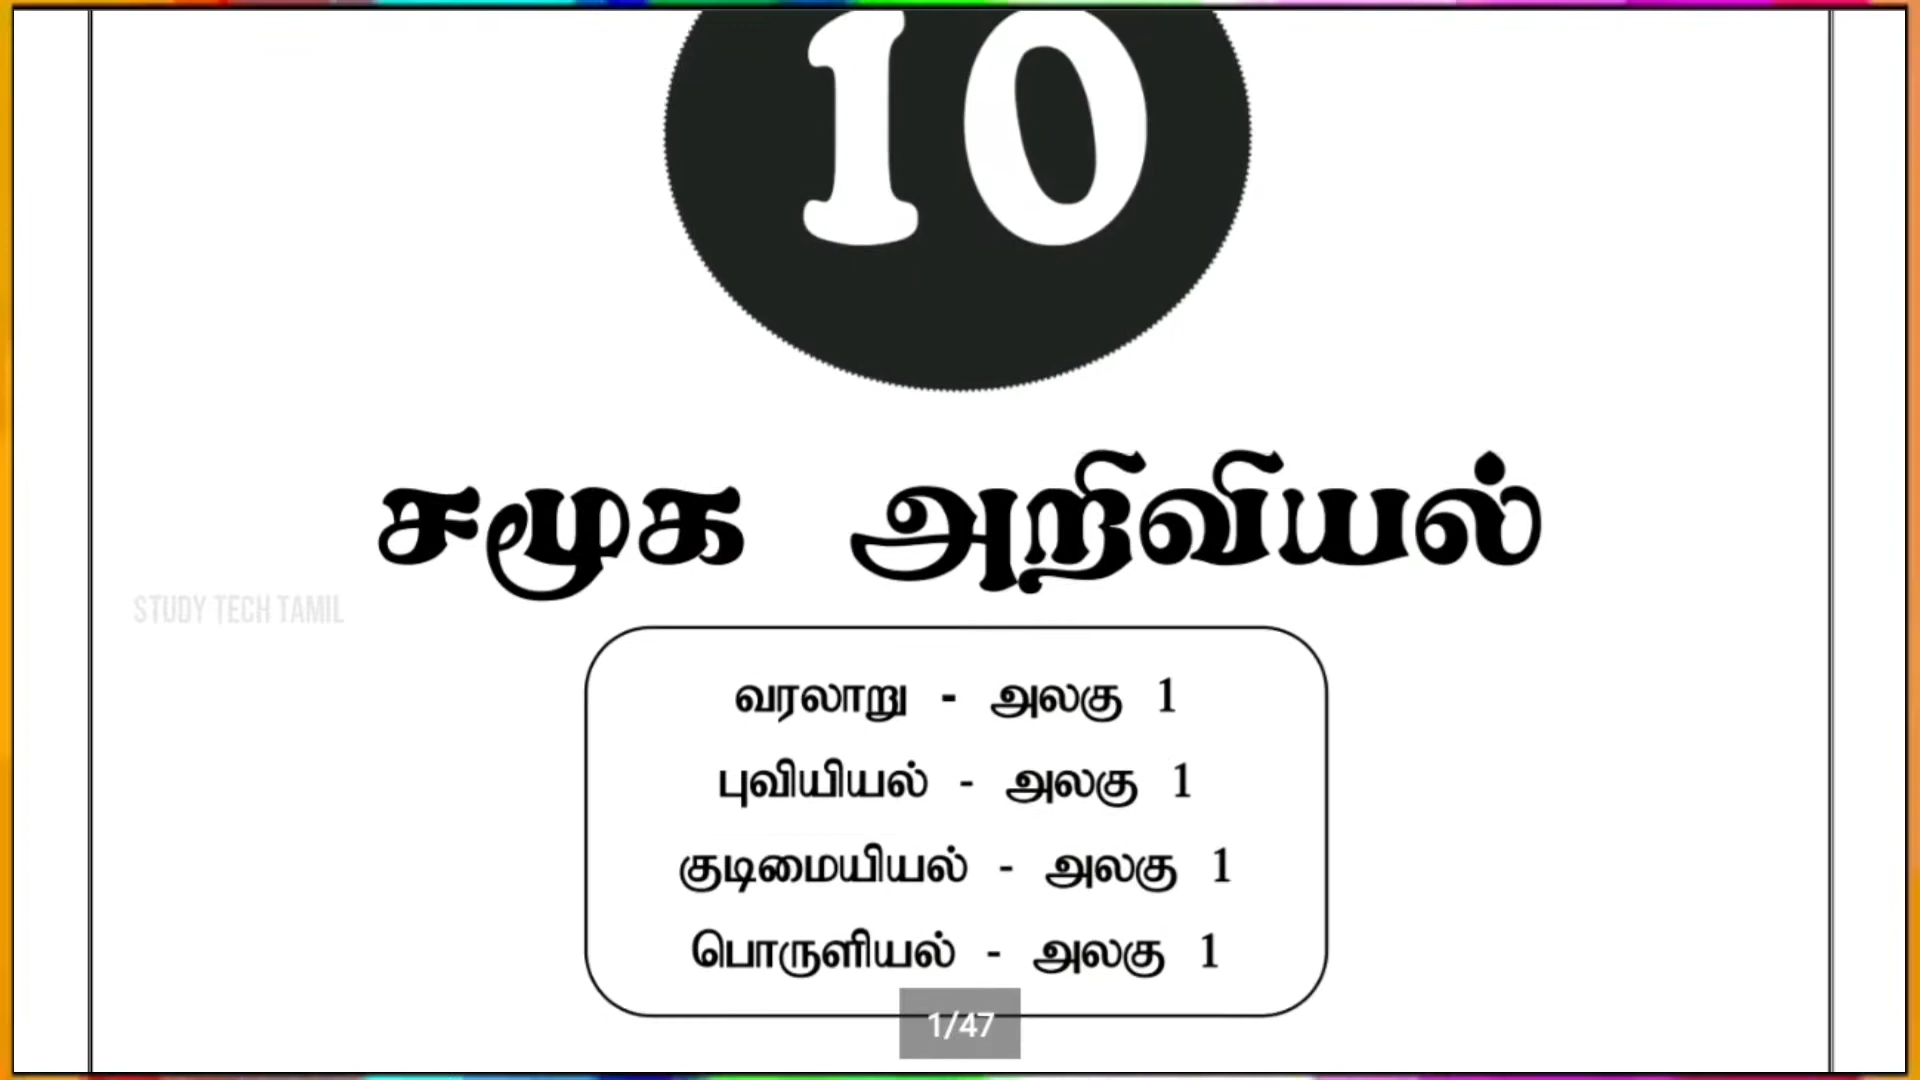 10
சமூக அறிவியல்
STUDY TECH TAMIL
வரலாறு - அலகு 1
புவியியல் - அலகு 1
குடிமையியல் - அலகு 1
பொருளியல் - அலகு 1
1/47